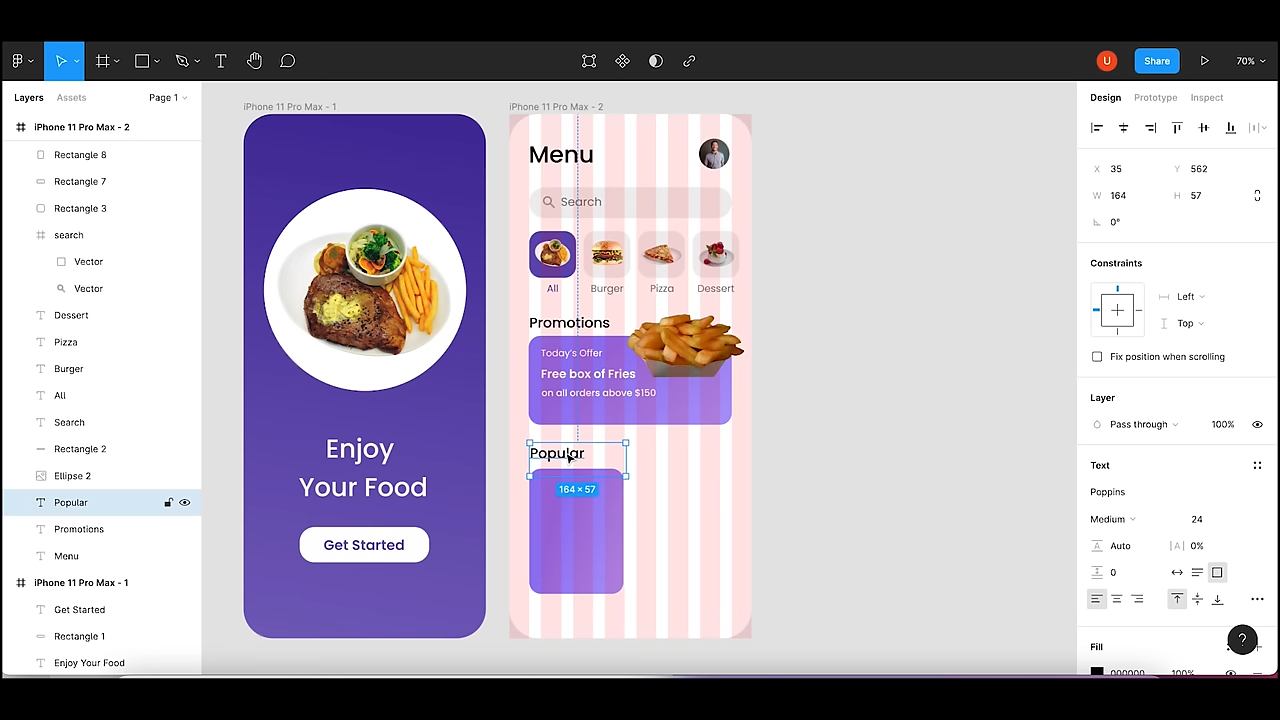 Share
70%
Layers
Assets
Page 1
iPhone 11 Pro Max - 2
Rectangle 8
Rectangle 7
Rectangle 3
search
Vector
Vector
Dessert
Pizza
Burger
All
Search
Rectangle 2
Ellipse 2
Popular
Promotions
Menu
iPhone 11 Pro Max - 1
Get Started
Rectangle 1
Enjoy Your Food
iPhone 11 Pro Max - 1
Enjoy
Your Food
Get Started
iPhone 11 Pro Max - 2
Menu
Search
All
Burger
Pizza
Dessert
Promotions
Today's Offer
Free box of Fries
on all orders above $150
Popular
164 × 57
U
Design
Prototype
Inspect
X 35
Y 562
W 164
H 57
0°
Constraints
Left
Top
Fix position when scrolling
Layer
Pass through
100%
Text
Poppins
Medium
24
Auto
|A| 0%
0
Fill
?
000000
100%